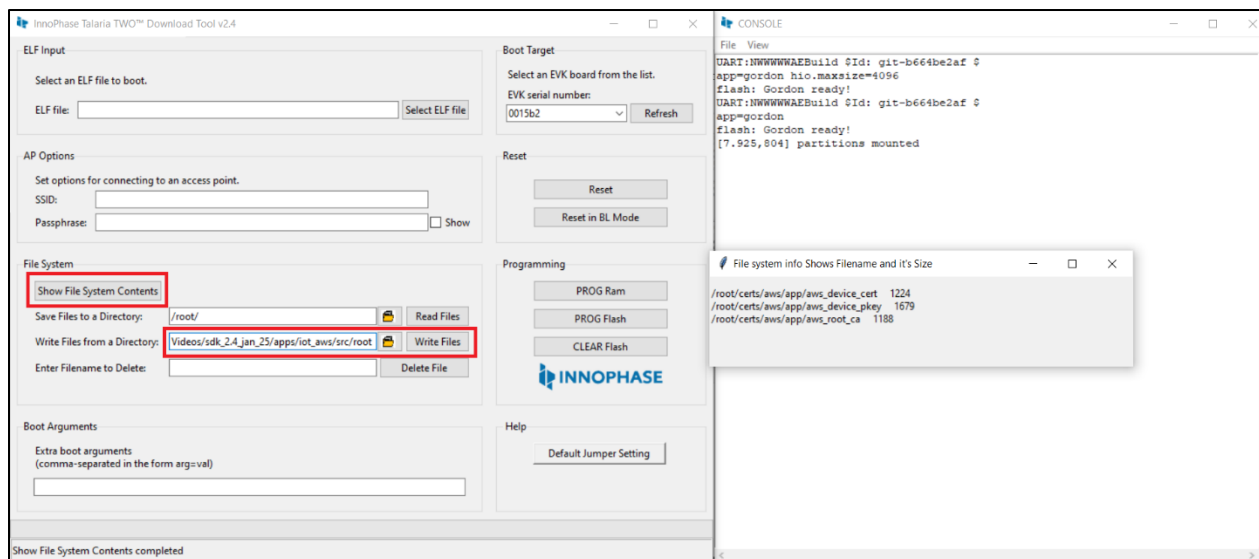 InnoPhase Talaria TWO™ Download Tool v2.4
ELF Input
Select an ELF file to boot.
ELF file:
Select ELF file
Boot Target
Select an EVK board from the list.
EVK serial number:
0015b2
Refresh
AP Options
Set options for connecting to an access point.
SSID:
Passphrase:
Show
Reset
Reset
Reset in BL Mode
File System
Show File System Contents
Save Files to a Directory:
/root/
Read Files
Write Files from a Directory:
Videos/sdk_2.4_jan_25/apps/iot_aws/src/root
Write Files
Enter Filename to Delete:
Delete File
Programming
PROG Ram
PROG Flash
CLEAR Flash
INNOPHASE
Boot Arguments
Extra boot arguments
(comma-separated in the form arg=val)
Help
Default Jumper Setting
Show File System Contents completed
CONSOLE
File View
UART:NWWWWWAEBuild $Id: git-b664be2af $
app=gordon hio.maxsize=4096
flash: Gordon ready!
UART:NWWWWWAEBuild $Id: git-b664be2af $
app=gordon
flash: Gordon ready!
[7.925,804] partitions mounted
File system info Shows Filename and it's Size
/root/certs/aws/app/aws_device_cert 1224
/root/certs/aws/app/aws_device_pkey 1679
/root/certs/aws/app/aws_root_ca 1188